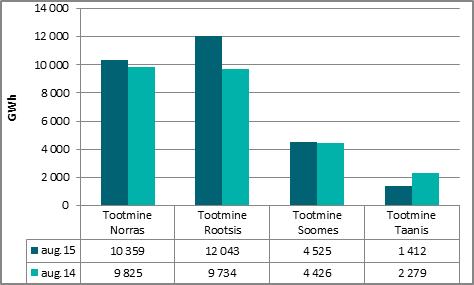 14 000
12 000
10 000
8 000
6 000
4 000
2 000
0
GWh
Tootmine Norras
Tootmine Rootsis
Tootmine Soomes
Tootmine Taanis
aug.15 10 359 12 043 4 525 1 412
aug.14 9 825 9 734 4 426 2 279